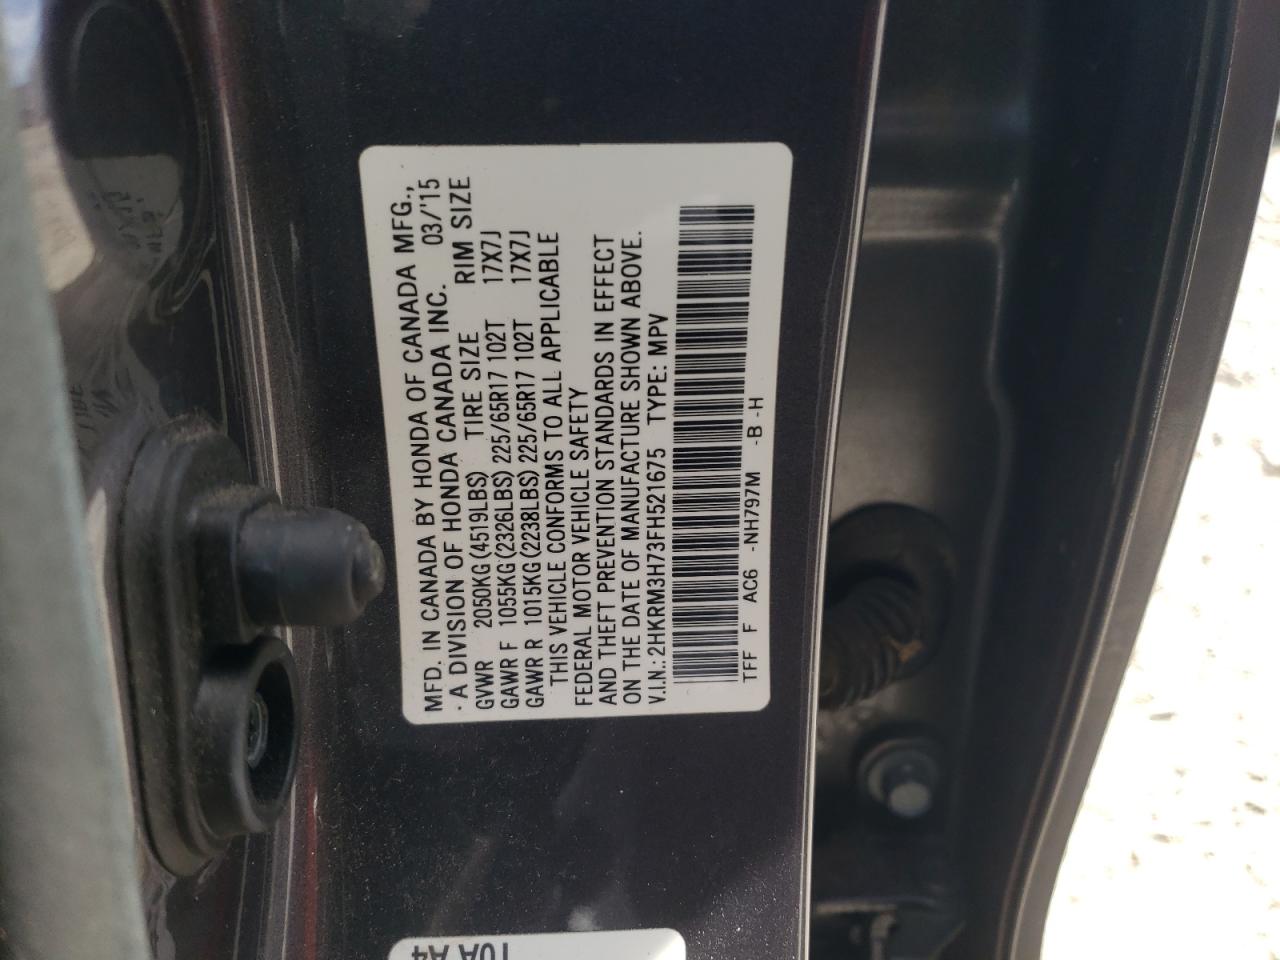 MFD. IN CANADA BY HONDA OF CANADA MFG.,
·A DIVISION OF HONDA CANADA INC. 03/'15
GVWR 2050KG(4519LBS) TIRE SIZE RIM SIZE
GAWR F 1055KG(2326LBS) 225/65R17 102T 17X7J
GAWR R 1015KG(2238LBS) 225/65R17 102T 17X7J
THIS VEHICLE CONFORMS TO ALL APPLICABLE
FEDERAL MOTOR VEHICLE SAFETY
AND THEFT PREVENTION STANDARDS IN EFFECT
ON THE DATE OF MANUFACTURE SHOWN ABOVE.
V.I.N.: 2HKRM3H73FH521675 TYPE: MPV
TFF F AC6 -NH797M -B -H